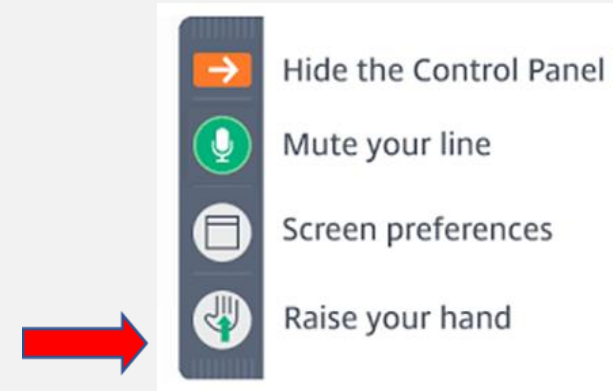 Hide the Control Panel
Mute your line
Screen preferences
Raise your hand